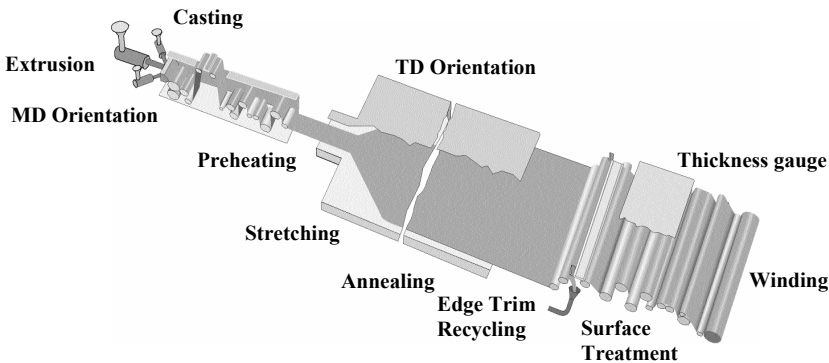 Casting
Extrusion
TD Orientation
MD Orientation
Preheating
Thickness gauge
Stretching
Annealing
Winding
Edge Trim
Recycling
Surface
Treatment